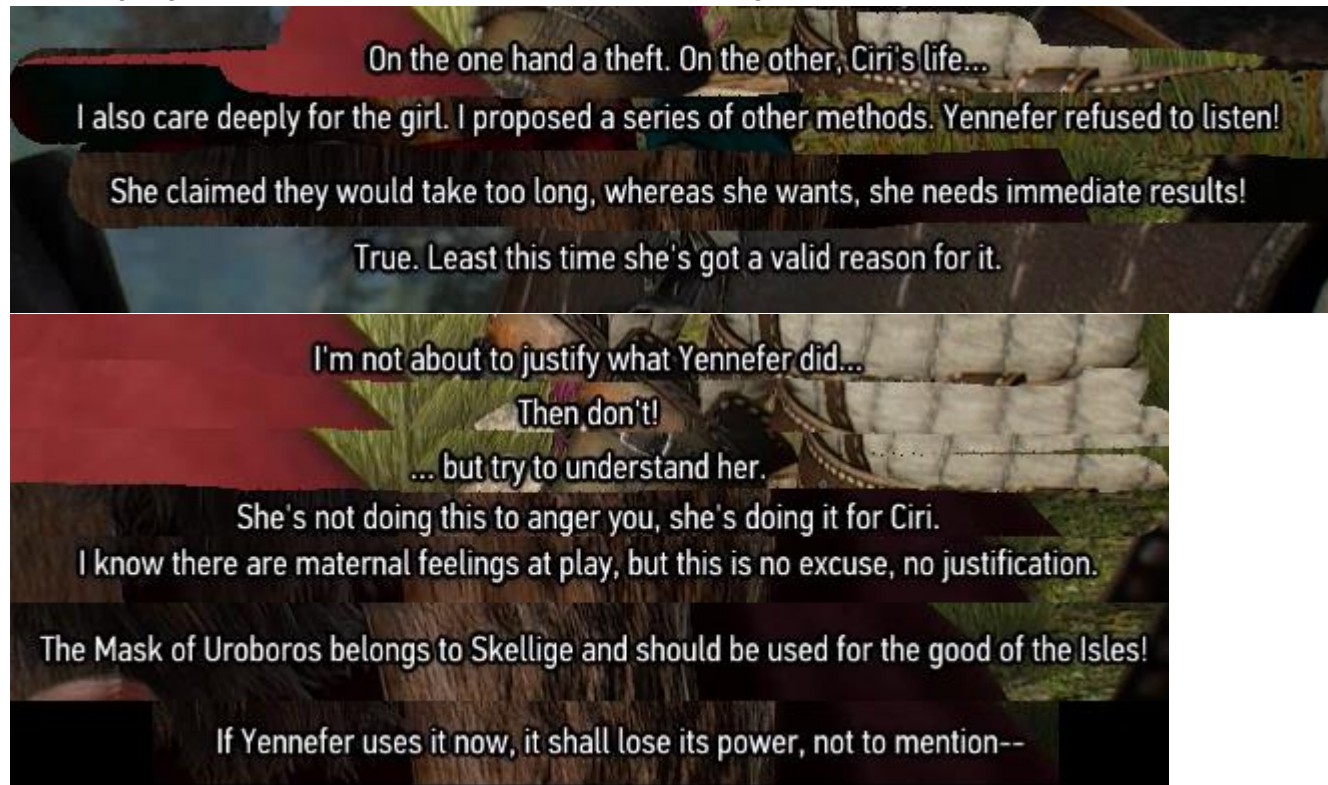 On the one hand a theft. On the other, Ciri's life...
I also care deeply for the girl. I proposed a series of other methods. Yennefer refused to listen!
She claimed they would take too long, whereas she wants, she needs immediate results!
True. Least this time she's got a valid reason for it.
I'm not about to justify what Yennefer did...
Then don't!
... but try to understand her.
She's not doing this to anger you, she's doing it for Ciri.
I know there are maternal feelings at play, but this is no excuse, no justification.
The Mask of Uroboros belongs to Skellige and should be used for the good of the Isles!
If Yennefer uses it now, it shall lose its power, not to mention--